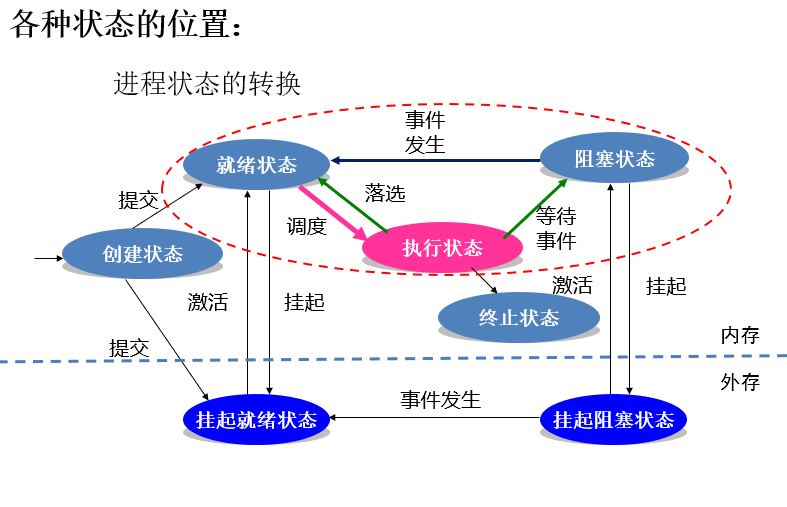 各种状态的位置：
进程状态的转换
事件
发生
就绪状态
阻塞状态
提交
落选
调度
等待
事件
执行状态
创建状态
激活
挂起
激活
挂起
终止状态
提交
内存
外存
事件发生
挂起就绪状态
挂起阻塞状态